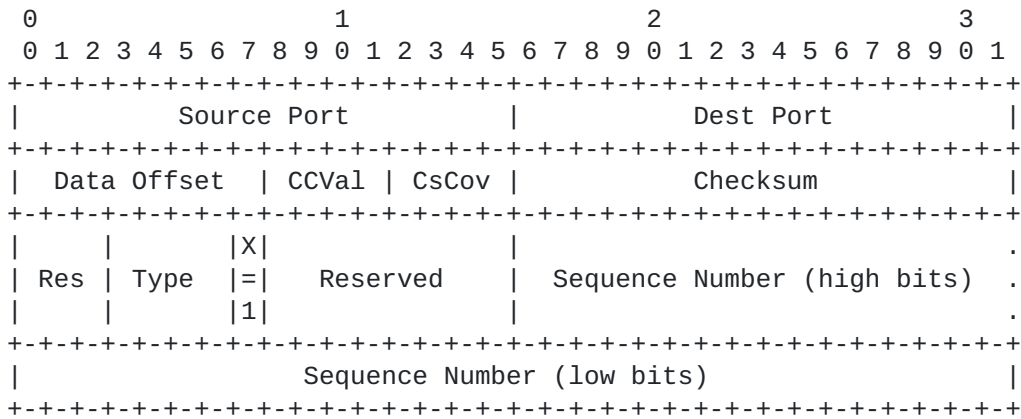 0                   1                   2                   3
 0 1 2 3 4 5 6 7 8 9 0 1 2 3 4 5 6 7 8 9 0 1 2 3 4 5 6 7 8 9 0 1
+-+-+-+-+-+-+-+-+-+-+-+-+-+-+-+-+-+-+-+-+-+-+-+-+-+-+-+-+-+-+-+-+
|          Source Port          |           Dest Port           |
+-+-+-+-+-+-+-+-+-+-+-+-+-+-+-+-+-+-+-+-+-+-+-+-+-+-+-+-+-+-+-+-+
|  Data Offset  | CCVal | CsCov |           Checksum            |
+-+-+-+-+-+-+-+-+-+-+-+-+-+-+-+-+-+-+-+-+-+-+-+-+-+-+-+-+-+-+-+-+
|     |       |X|               |                               .
| Res | Type  |=|   Reserved    |  Sequence Number (high bits)  .
|     |       |1|               |                               .
+-+-+-+-+-+-+-+-+-+-+-+-+-+-+-+-+-+-+-+-+-+-+-+-+-+-+-+-+-+-+-+-+
|                  Sequence Number (low bits)                   |
+-+-+-+-+-+-+-+-+-+-+-+-+-+-+-+-+-+-+-+-+-+-+-+-+-+-+-+-+-+-+-+-+